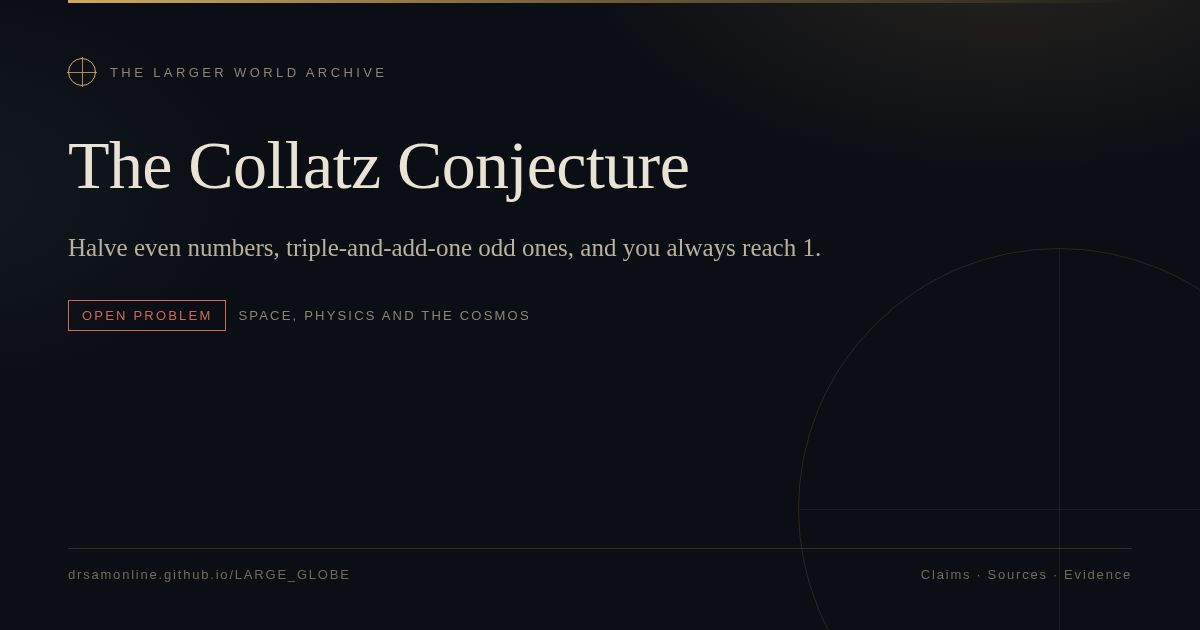 THE LARGER WORLD ARCHIVE
The Collatz Conjecture
Halve even numbers, triple-and-add-one odd ones, and you always reach 1.
OPEN PROBLEM SPACE, PHYSICS AND THE COSMOS
drsamonline.github.io/LARGE_GLOBE Claims · Sources · Evidence